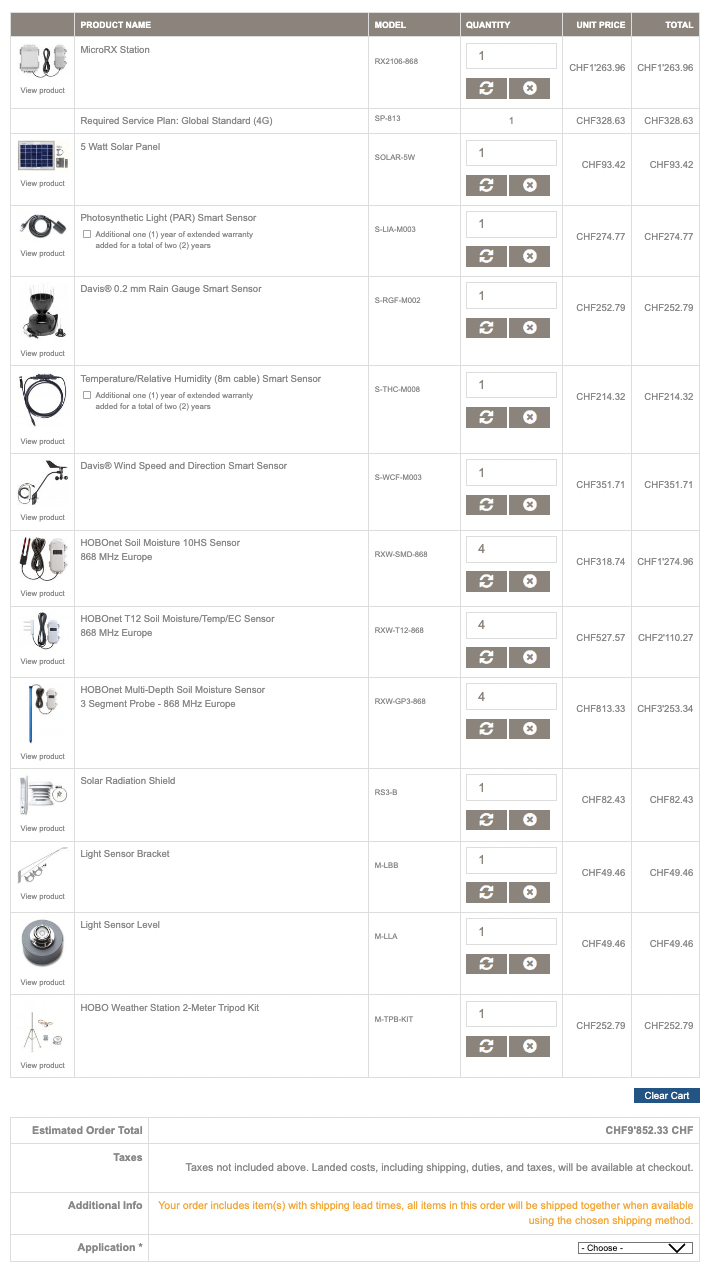 PRODUCT NAME MODEL QUANTITY UNIT PRICE TOTAL
MicroRX Station
RX2106-868 1 CHF1'263.96 CHF1'263.96
View product
Required Service Plan: Global Standard (4G) SP-813 1 CHF328.63 CHF328.63
5 Watt Solar Panel
SOLAR-5W 1 CHF93.42 CHF93.42
View product
Photosynthetic Light (PAR) Smart Sensor
Additional one (1) year of extended warranty
added for a total of two (2) years
S-LIA-M003 1 CHF274.77 CHF274.77
View product
Davis® 0.2 mm Rain Gauge Smart Sensor
S-RGF-M002 1 CHF252.79 CHF252.79
View product
Temperature/Relative Humidity (8m cable) Smart Sensor
Additional one (1) year of extended warranty
added for a total of two (2) years
S-THC-M008 1 CHF214.32 CHF214.32
View product
Davis® Wind Speed and Direction Smart Sensor
S-WCF-M003 1 CHF351.71 CHF351.71
View product
HOBOnet Soil Moisture 10HS Sensor
868 MHz Europe
RXW-SMD-868 4 CHF318.74 CHF1'274.96
View product
HOBOnet T12 Soil Moisture/Temp/EC Sensor
868 MHz Europe
RXW-T12-868 4 CHF527.57 CHF2'110.27
View product
HOBOnet Multi-Depth Soil Moisture Sensor
3 Segment Probe - 868 MHz Europe
RXW-GP3-868 4 CHF813.33 CHF3'253.34
View product
Solar Radiation Shield
RS3-B 1 CHF82.43 CHF82.43
View product
Light Sensor Bracket
M-LBB 1 CHF49.46 CHF49.46
View product
Light Sensor Level
M-LLA 1 CHF49.46 CHF49.46
View product
HOBO Weather Station 2-Meter Tripod Kit
M-TPB-KIT 1 CHF252.79 CHF252.79
View product
Clear Cart
Estimated Order Total CHF9'852.33 CHF
Taxes
Taxes not included above. Landed costs, including shipping, duties, and taxes, will be available at checkout.
Additional Info Your order includes item(s) with shipping lead times, all items in this order will be shipped together when available
using the chosen shipping method.
Application * - Choose -